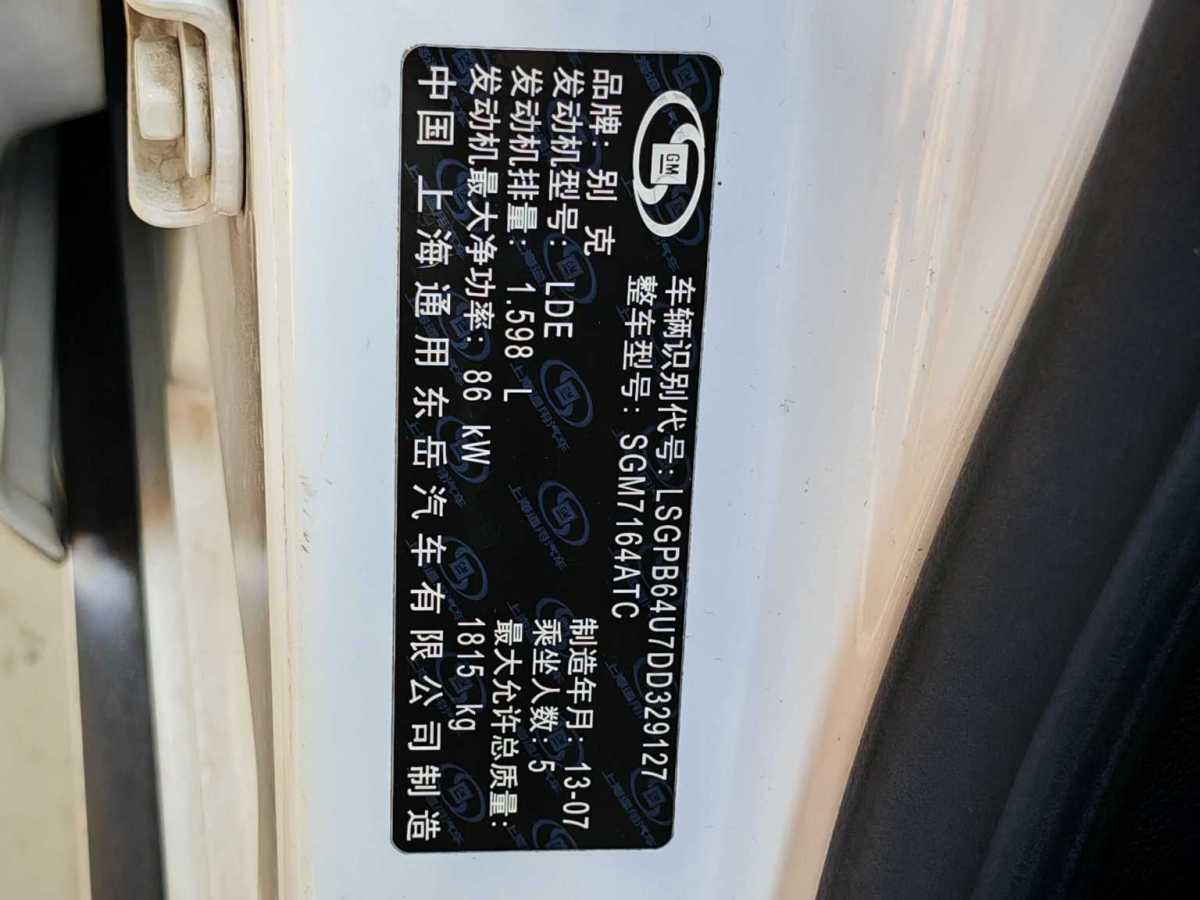 GM
车辆识别代号:LSGPB64U7DD329127
整车型号: SGM7164ATC
品牌: 别 克
发动机型号: LDE
制造年月: 13-07
发动机排量: 1.598 L
乘坐人数:5
发动机最大净功率: 86 kW
最大允许总质量:
1815 kg
中国 上海通用东岳汽车有限公司制造